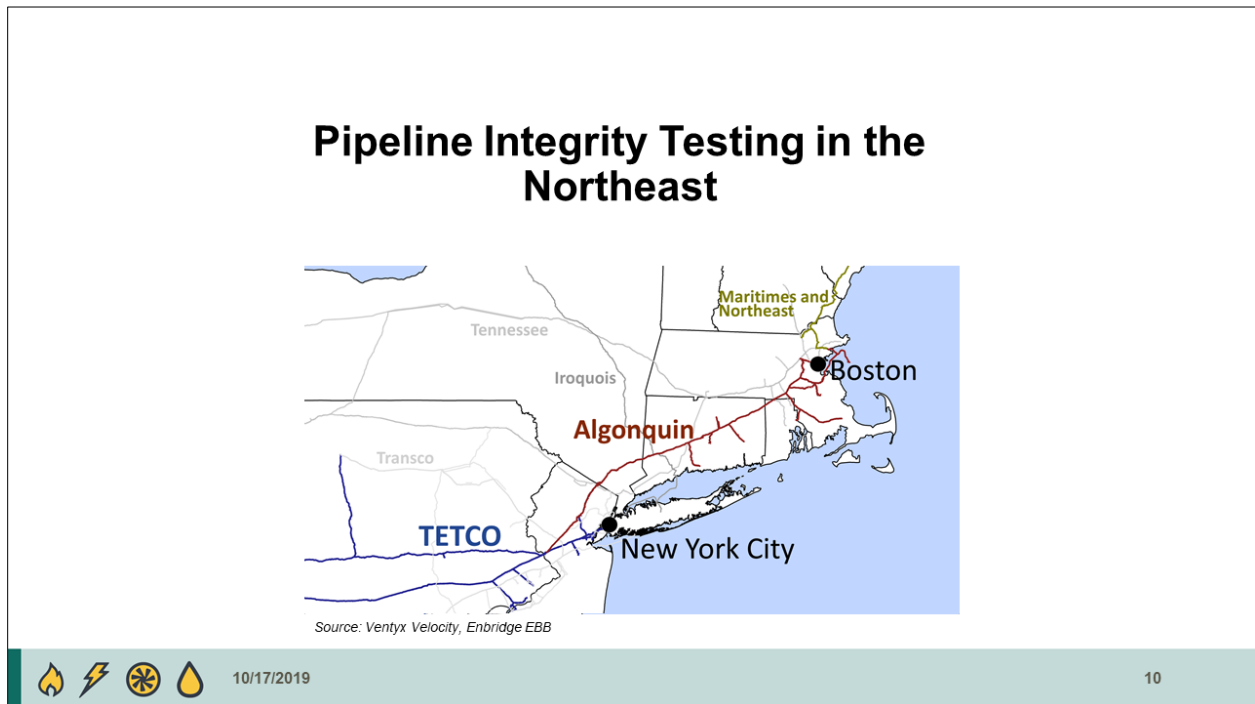 Pipeline Integrity Testing in the
Northeast
Maritimes and
Northeast
Tennessee
Iroquois
Boston
Algonquin
Transco
TETCO
New York City
Source: Ventyx Velocity, Enbridge EBB
10/17/2019
10